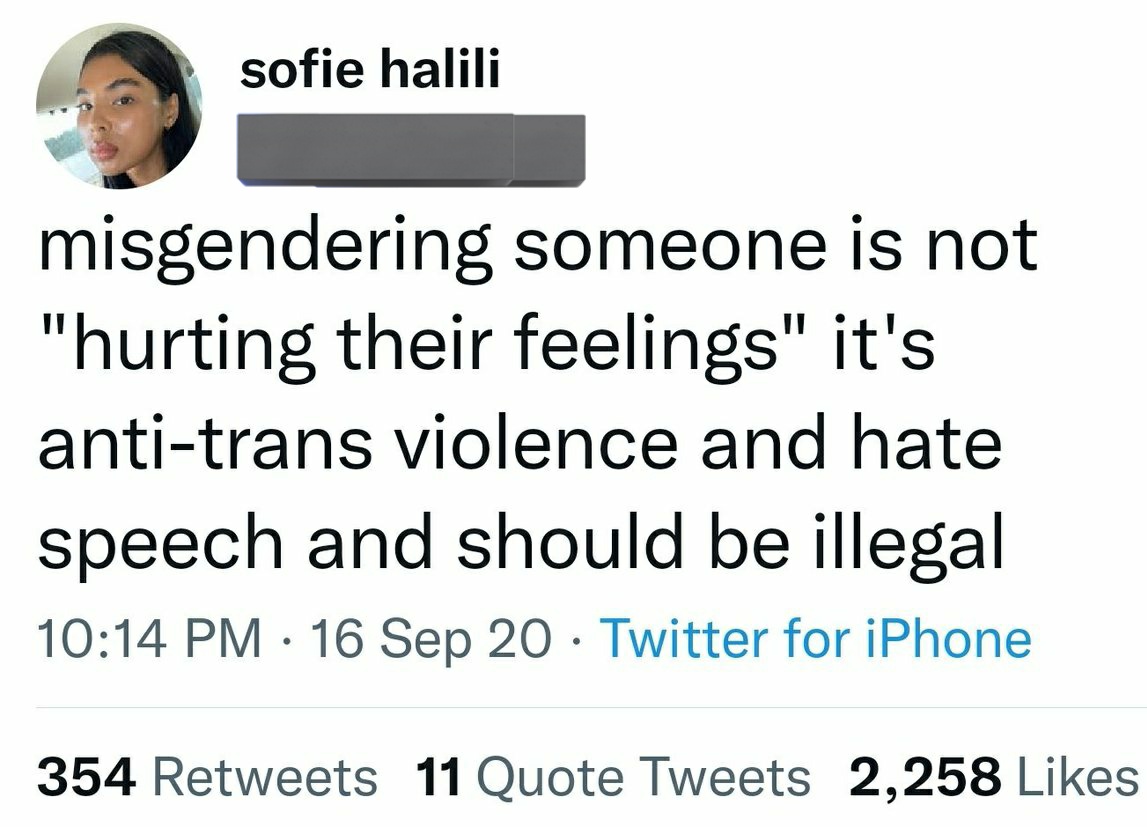 sofie halili
misgendering someone is not
"hurting their feelings" it's
anti-trans violence and hate
speech and should be illegal
10:14 PM · 16 Sep 20 · Twitter for iPhone
354 Retweets 11 Quote Tweets 2,258 Likes